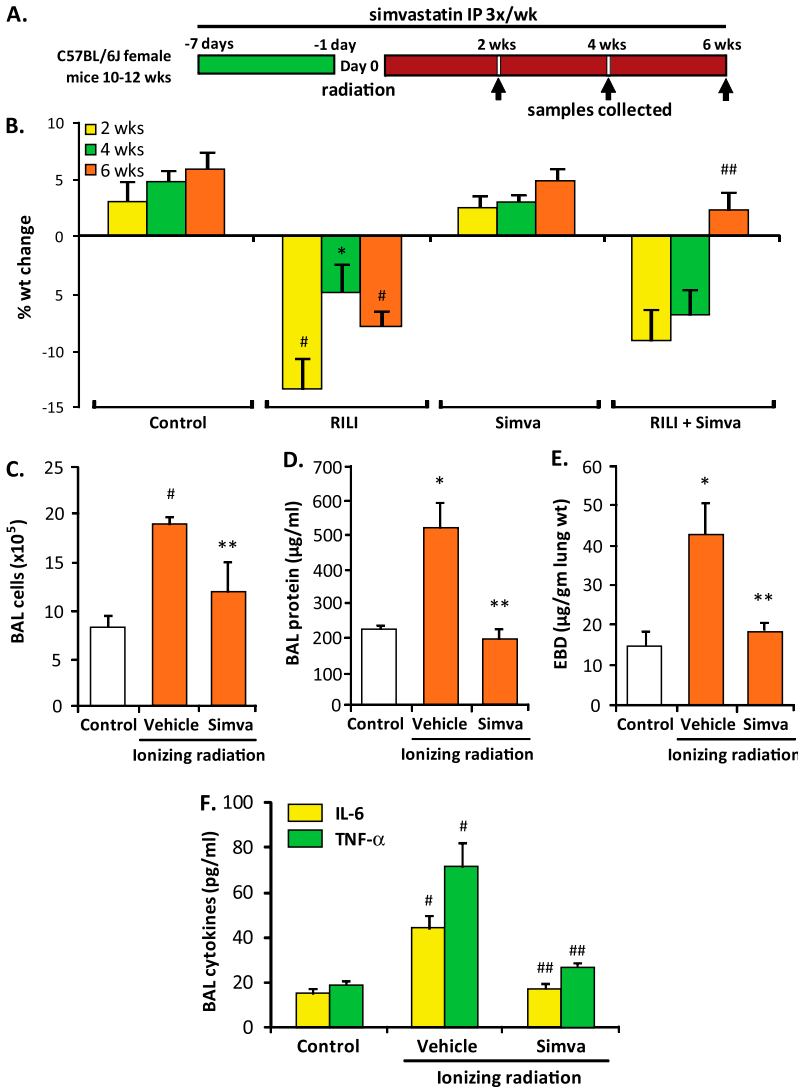 A.
simvastatin IP 3x/wk
-7 days
-1 day
2 wks
4 wks
6 wks
C57BL/6J female
mice 10-12 wks
Day 0
radiation
samples collected
B.
2 wks
4 wks
6 wks
% wt change
10
5
0
5
-10
-15
#
*
#
##
Control
RILI
Simva
RILI + Simva
C.
BAL cells (x10⁵)
25
20
15
10
5
0
#
**
Control Vehicle Simva
Ionizing radiation
D.
BAL protein (µg/ml)
700
600
500
400
300
200
100
0
*
**
Control Vehicle Simva
Ionizing radiation
E.
EBD (µg/gm lung wt)
60
50
40
30
20
10
0
*
**
Control Vehicle Simva
Ionizing radiation
F.
BAL cytokines (pg/ml)
100
80
60
40
20
0
IL-6
TNF-α
#
#
##
##
Control Vehicle Simva
Ionizing radiation